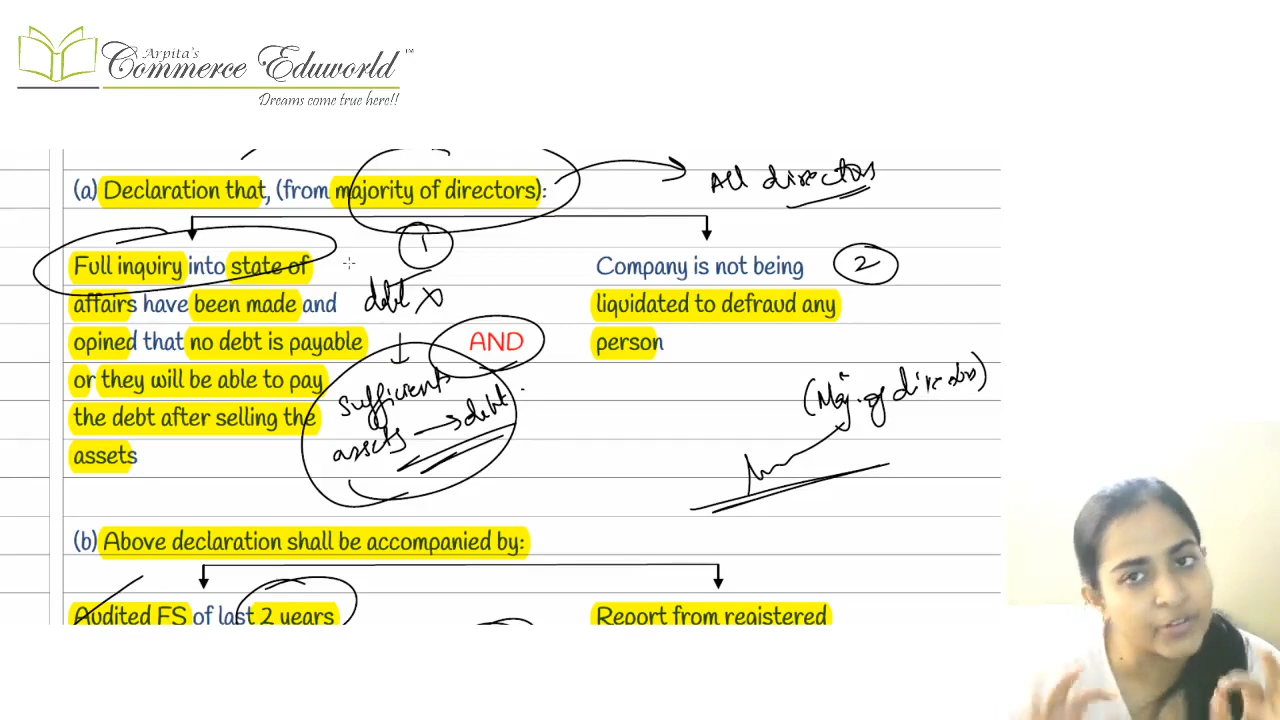 Arpita's
Commerce Eduworld™
Dreams come true here!!
(a) Declaration that, (from majority of directors):
All directors
1
Full inquiry into state of
affairs have been made and
opined that no debt is payable
or they will be able to pay
the debt after selling the
assets
debt x
AND
sufficient
assets → debt
Company is not being
liquidated to defraud any
person
2
(Maj. of directors)
(b) Above declaration shall be accompanied by:
Audited FS of last 2 years
Report from registered